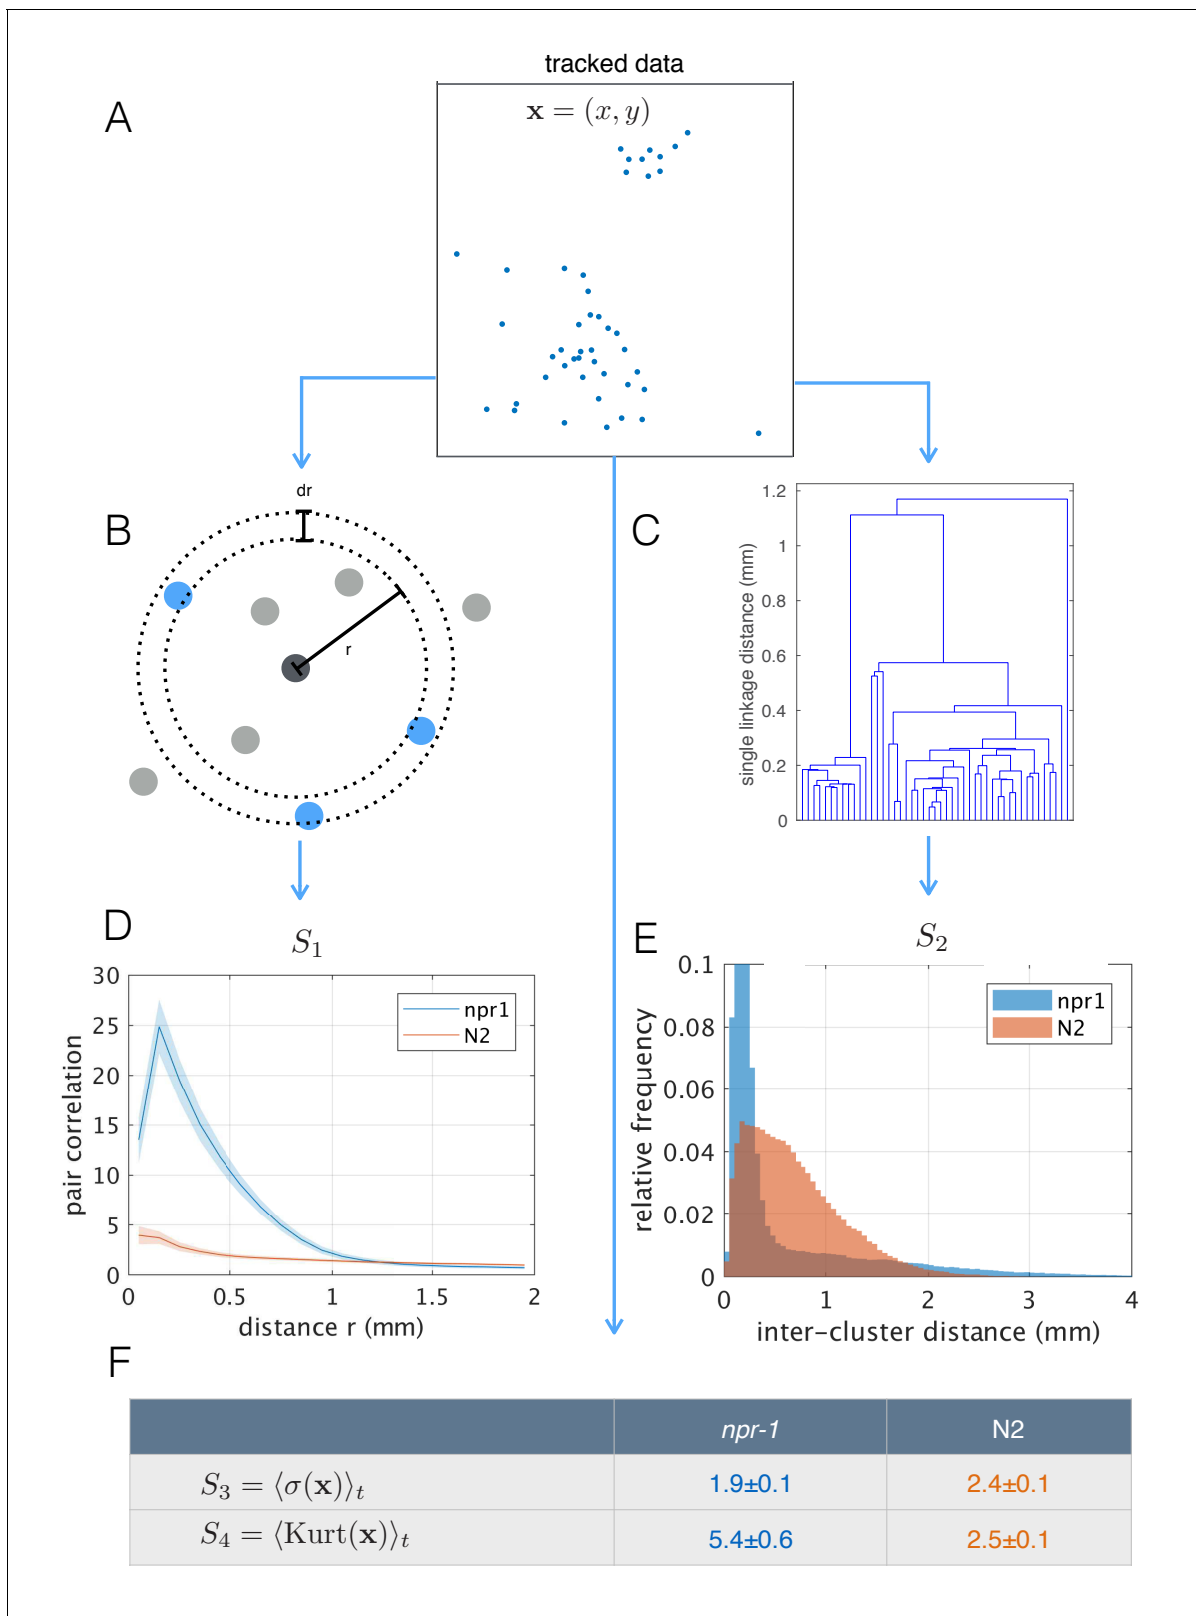 tracked data
A
x = (x, y)
dr
B
r
C
single linkage distance (mm)
1.2
1
0.8
0.6
0.4
0.2
0
D
S₁
pair correlation
30
25
20
15
10
5
0
npr1
N2
0 0.5 1 1.5 2
distance r (mm)
E
S₂
relative frequency
0.1
0.08
0.06
0.04
0.02
0
npr1
N2
0 1 2 3 4
inter-cluster distance (mm)
F
npr-1 N2
S₃ = ⟨σ(x)⟩ₜ 1.9±0.1 2.4±0.1
S₄ = ⟨Kurt(x)⟩ₜ 5.4±0.6 2.5±0.1